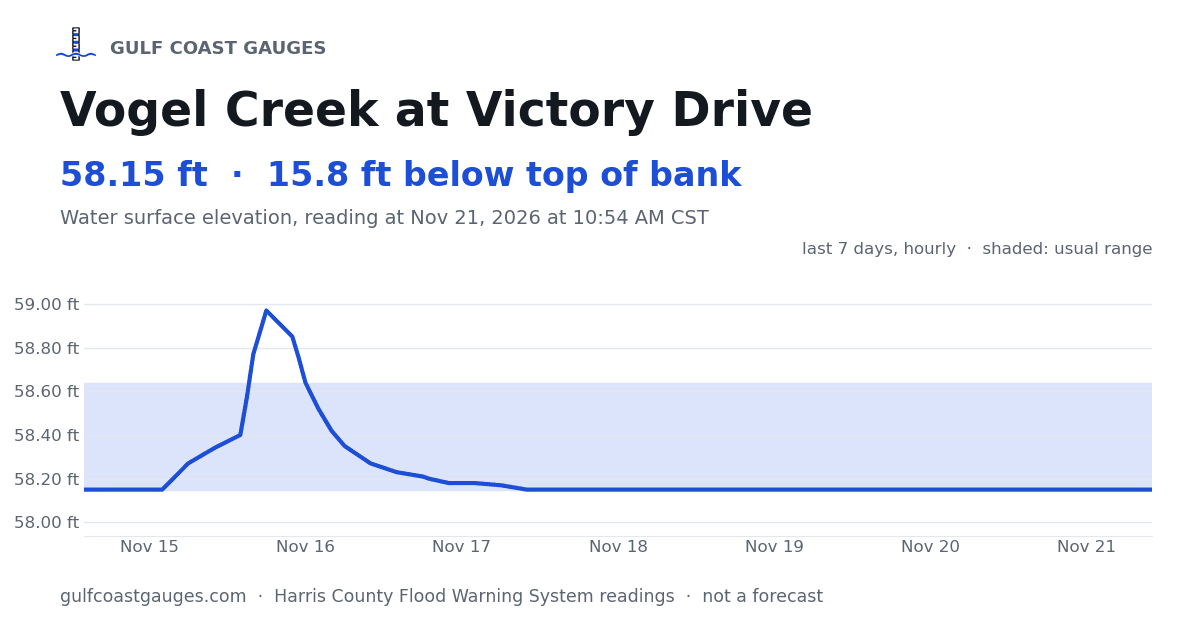 GULF COAST GAUGES
Vogel Creek at Victory Drive
58.15 ft · 15.8 ft below top of bank
Water surface elevation, reading at Nov 21, 2026 at 10:54 AM CST
last 7 days, hourly · shaded: usual range
59.00 ft
58.80 ft
58.60 ft
58.40 ft
58.20 ft
58.00 ft
Nov 15 Nov 16 Nov 17 Nov 18 Nov 19 Nov 20 Nov 21
gulfcoastgauges.com · Harris County Flood Warning System readings · not a forecast